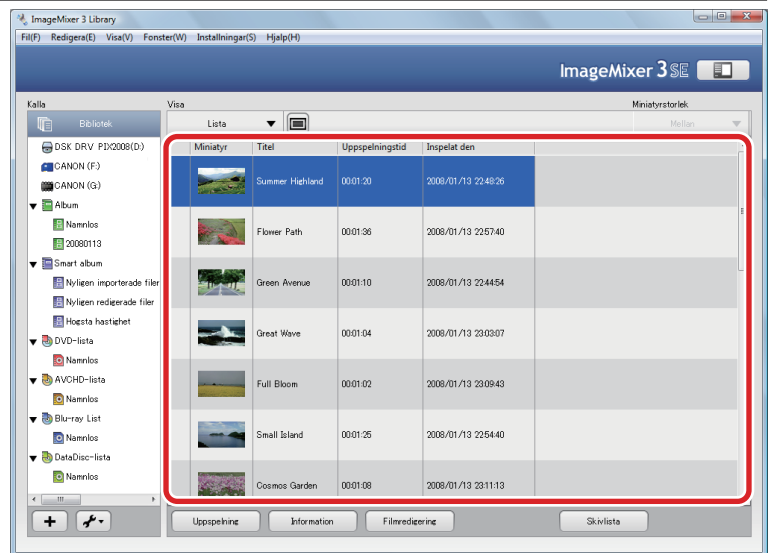 ImageMixer 3 Library
Fil(F) Redigera(E) Visa(V) Fonster(W) Installningar(S) Hjalp(H)
ImageMixer 3 SE
Kalla
Visa
Miniatyrstorlek
Bibliotek
Lista
Mellan
DSK DRV PIX2008(D:)
CANON (F:)
CANON (G:)
Album
Namnlos
20080113
Smart album
Nyligen importerade filer
Nyligen redigerade filer
Hogsta hastighet
DVD-lista
Namnlos
AVCHD-lista
Namnlos
Blu-ray List
Namnlos
DataDisc-lista
Namnlos
Miniatyr Titel Uppspelningstid Inspelat den
Summer Highland 00:01:20 2008/01/13 22:48:26
Flower Path 00:01:36 2008/01/13 22:57:40
Green Avenue 00:01:10 2008/01/13 22:44:54
Great Wave 00:01:04 2008/01/13 23:03:07
Full Bloom 00:01:02 2008/01/13 23:09:43
Small Island 00:01:25 2008/01/13 22:54:40
Cosmos Garden 00:01:08 2008/01/13 23:11:13
Uppspelning Information Filmredigering Skivlista